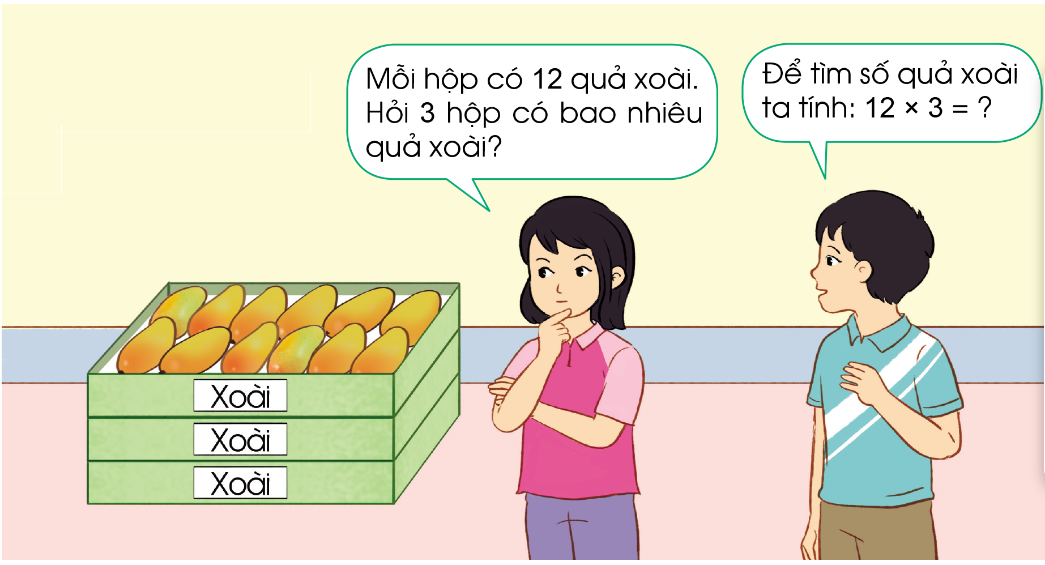 Mỗi hộp có 12 quả xoài.
Hỏi 3 hộp có bao nhiêu
quả xoài?
Để tìm số quả xoài
ta tính: 12 × 3 = ?
Xoài
Xoài
Xoài